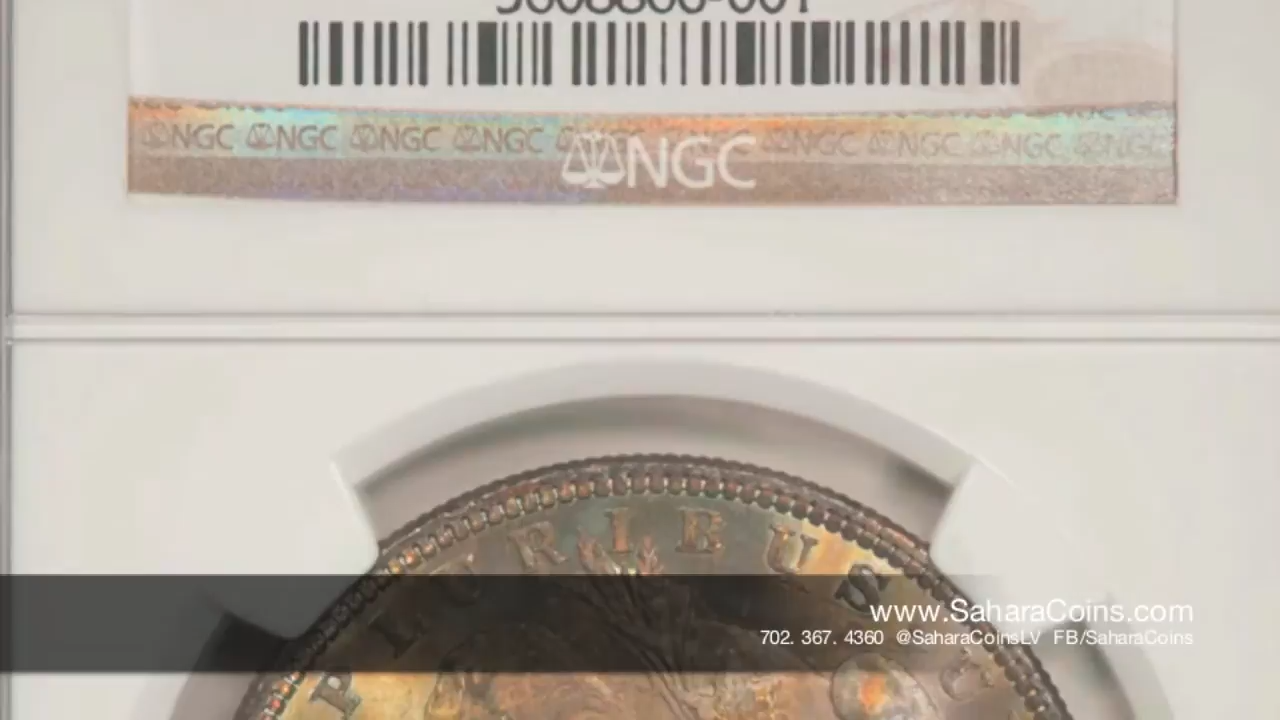 NGC NGC NGC NGC NGC NGC NGC NGC NGC
NGC
PLURIBUS U
www.SaharaCoins.com
702. 367. 4360 @SaharaCoinsLV FB/SaharaCoins